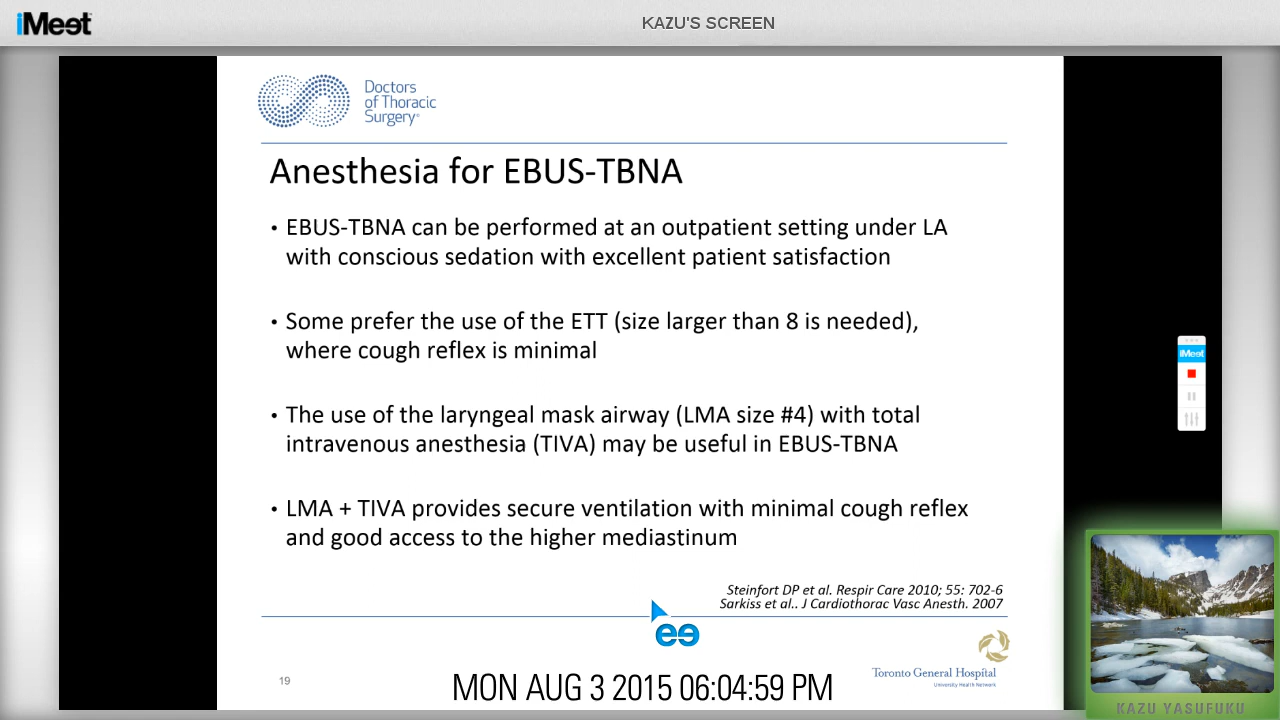 iMeet
KAZU'S SCREEN
Doctors
of Thoracic
Surgery®
Anesthesia for EBUS-TBNA
• EBUS-TBNA can be performed at an outpatient setting under LA
with conscious sedation with excellent patient satisfaction
• Some prefer the use of the ETT (size larger than 8 is needed),
where cough reflex is minimal
• The use of the laryngeal mask airway (LMA size #4) with total
intravenous anesthesia (TIVA) may be useful in EBUS-TBNA
• LMA + TIVA provides secure ventilation with minimal cough reflex
and good access to the higher mediastinum
Steinfort DP et al. Respir Care 2010; 55: 702-6
Sarkiss et al.. J Cardiothorac Vasc Anesth. 2007
iMeet
ee
19
MON AUG 3 2015 06:04:59 PM
Toronto General Hospital
University Health Network
KAZU YASUFUKU